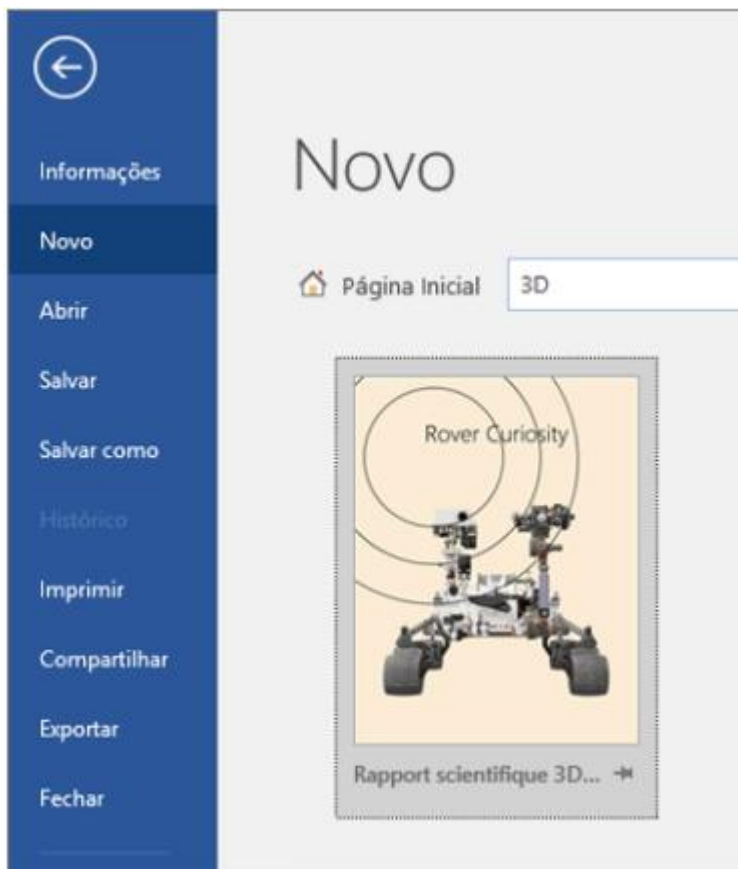 Informações
Novo
Abrir
Salvar
Salvar como
Histórico
Imprimir
Compartilhar
Exportar
Fechar
Novo
Página Inicial
3D
Rover Curiosity
Rapport scientifique 3D...